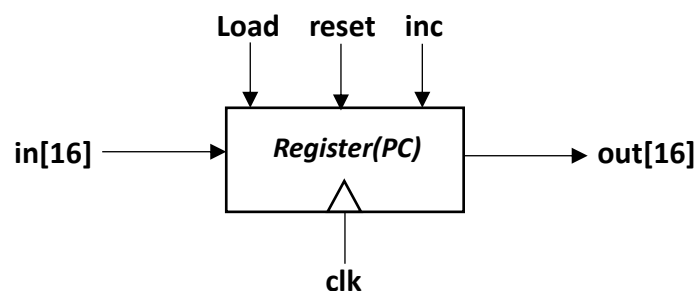 Load reset inc
in[16] Register(PC) out[16]
clk